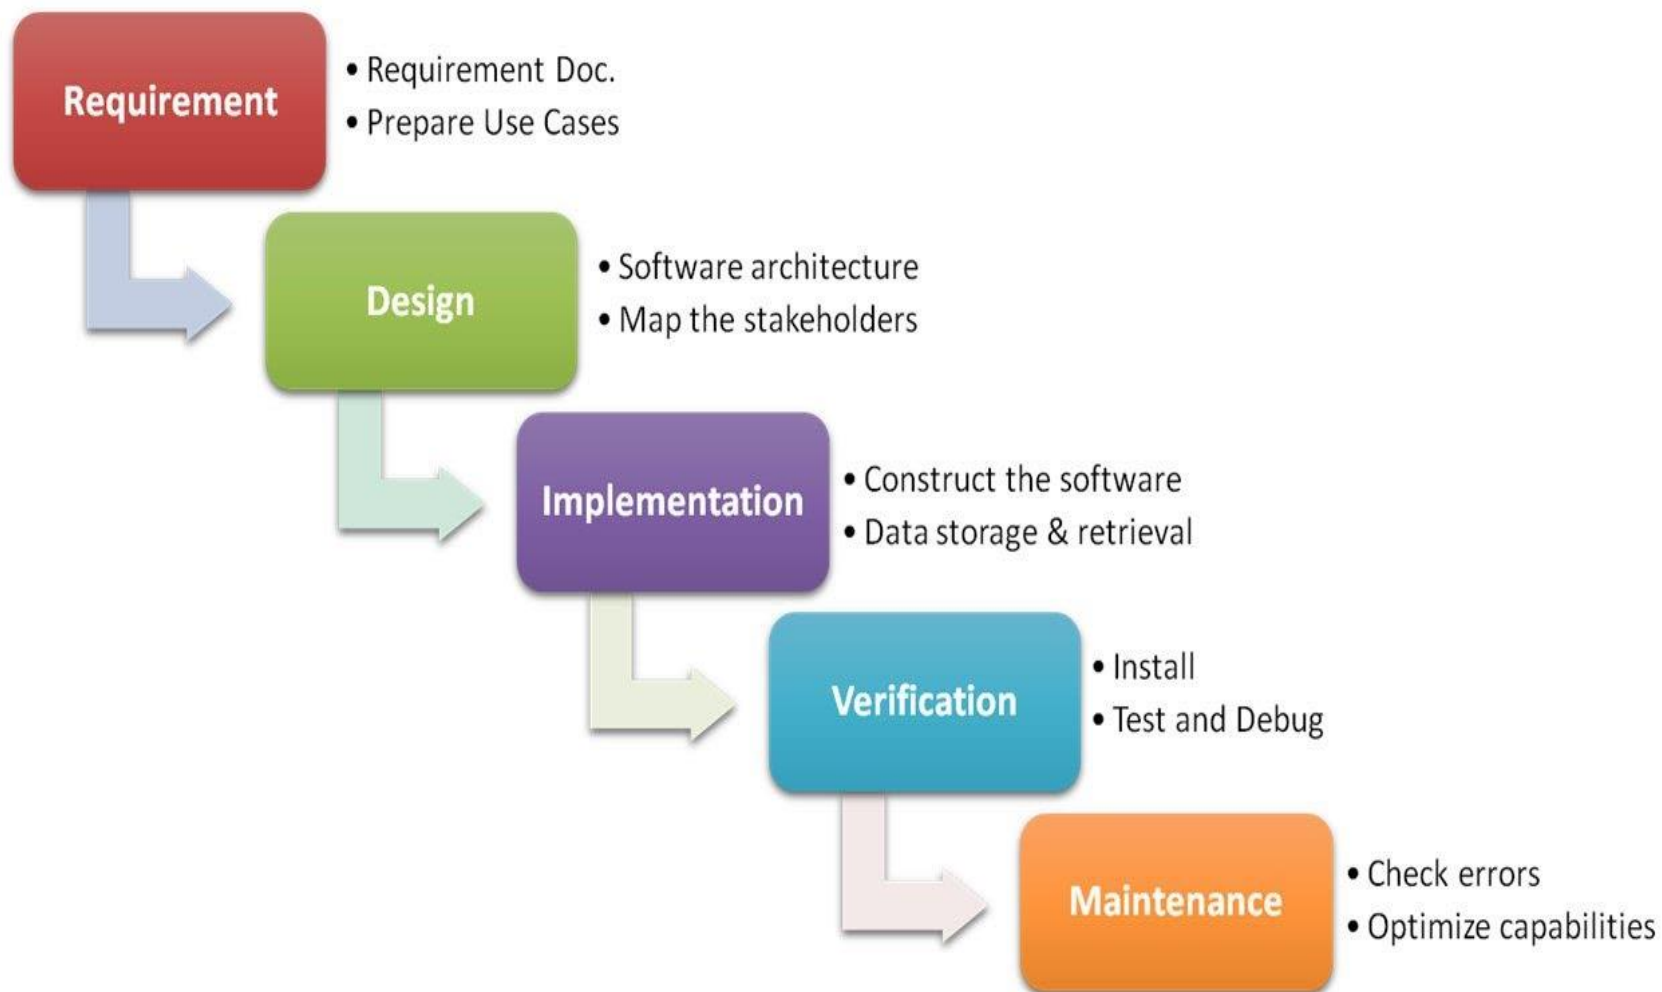 Requirement
• Requirement Doc.
• Prepare Use Cases
Design
• Software architecture
• Map the stakeholders
Implementation
• Construct the software
• Data storage & retrieval
Verification
• Install
• Test and Debug
Maintenance
• Check errors
• Optimize capabilities